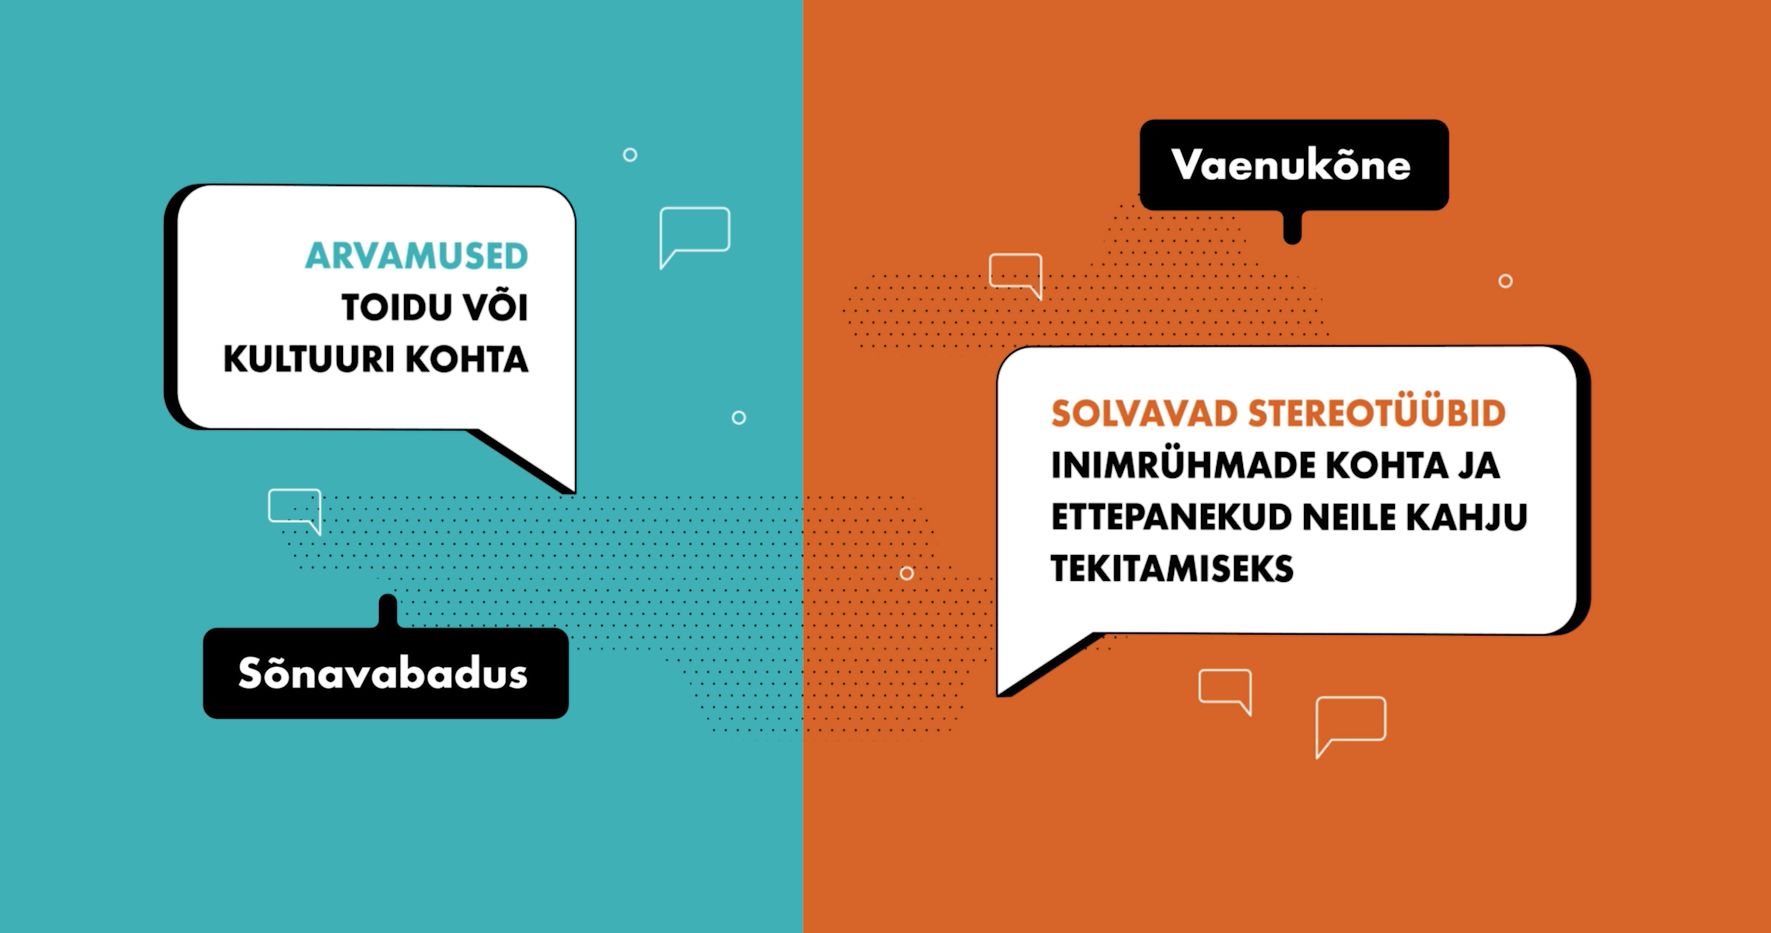 ARVAMUSED
TOIDU VÕI
KULTUURI KOHTA
Sõnavabadus
Vaenukõne
SOLVAVAD STEREOTÜÜBID
INIMRÜHMADE KOHTA JA
ETTEPANEKUD NEILE KAHJU
TEKITAMISEKS